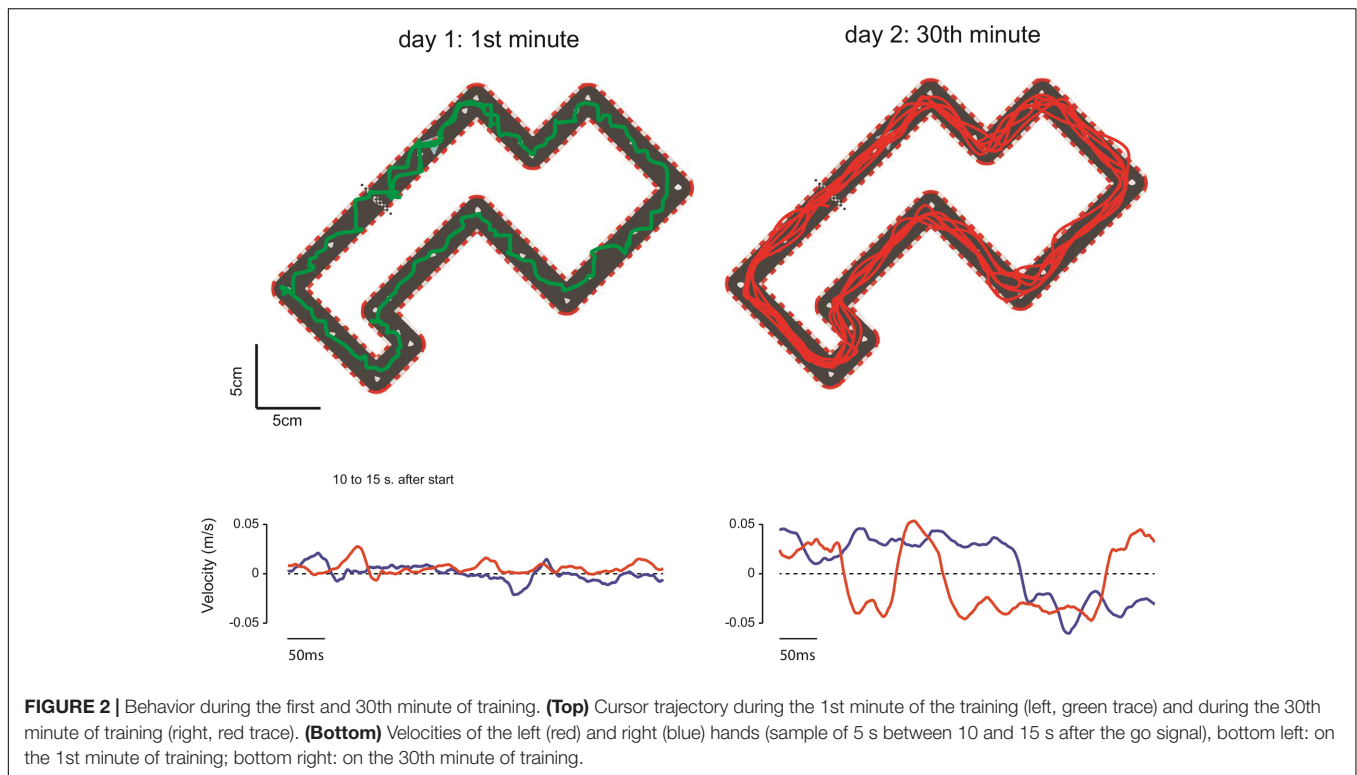 day 1: 1st minute
day 2: 30th minute
5cm
5cm
10 to 15 s. after start
Velocity (m/s)
0.05
0
-0.05
50ms
0.05
0
-0.05
50ms
FIGURE 2 | Behavior during the first and 30th minute of training. (Top) Cursor trajectory during the 1st minute of the training (left, green trace) and during the 30th
minute of training (right, red trace). (Bottom) Velocities of the left (red) and right (blue) hands (sample of 5 s between 10 and 15 s after the go signal), bottom left: on
the 1st minute of training; bottom right: on the 30th minute of training.